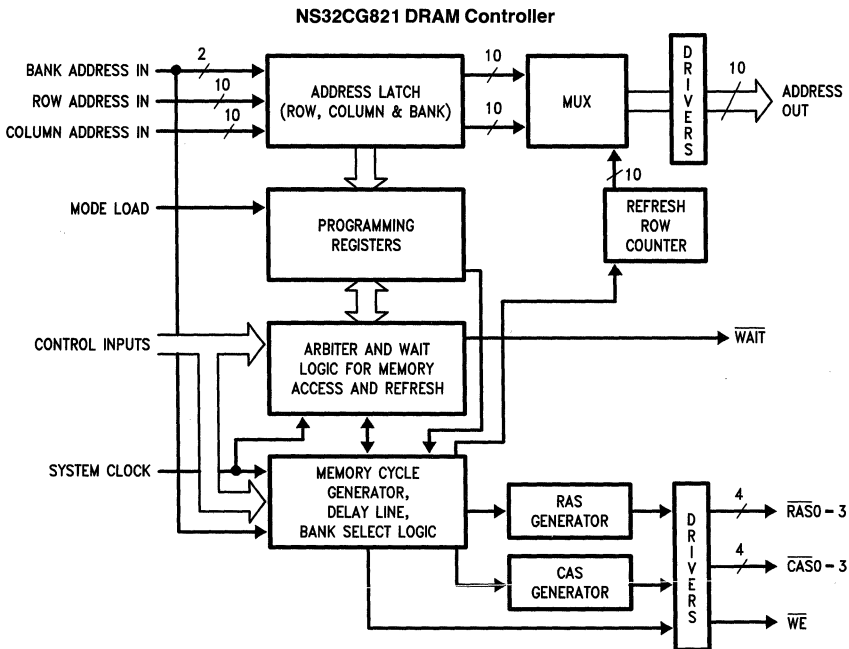 NS32CG821 DRAM Controller
BANK ADDRESS IN
2
ROW ADDRESS IN
10
COLUMN ADDRESS IN
10
ADDRESS LATCH
(ROW, COLUMN & BANK)
10
10
MUX
DRIVERS
10
ADDRESS
OUT
10
MODE LOAD
PROGRAMMING
REGISTERS
REFRESH
ROW
COUNTER
CONTROL INPUTS
ARBITER AND WAIT
LOGIC FOR MEMORY
ACCESS AND REFRESH
WAIT
SYSTEM CLOCK
MEMORY CYCLE
GENERATOR,
DELAY LINE,
BANK SELECT LOGIC
RAS
GENERATOR
CAS
GENERATOR
DRIVERS
4
RAS0-3
4
CAS0-3
WE